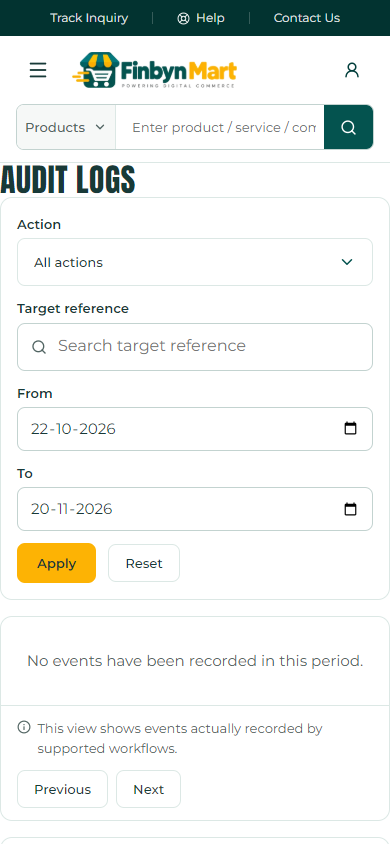 Track Inquiry
Help
Contact Us
FinbynMart
POWERING DIGITAL COMMERCE
Products
Enter product / service / com
AUDIT LOGS
Action
All actions
Target reference
Search target reference
From
22-10-2026
To
20-11-2026
Apply
Reset
No events have been recorded in this period.
This view shows events actually recorded by
supported workflows.
Previous
Next